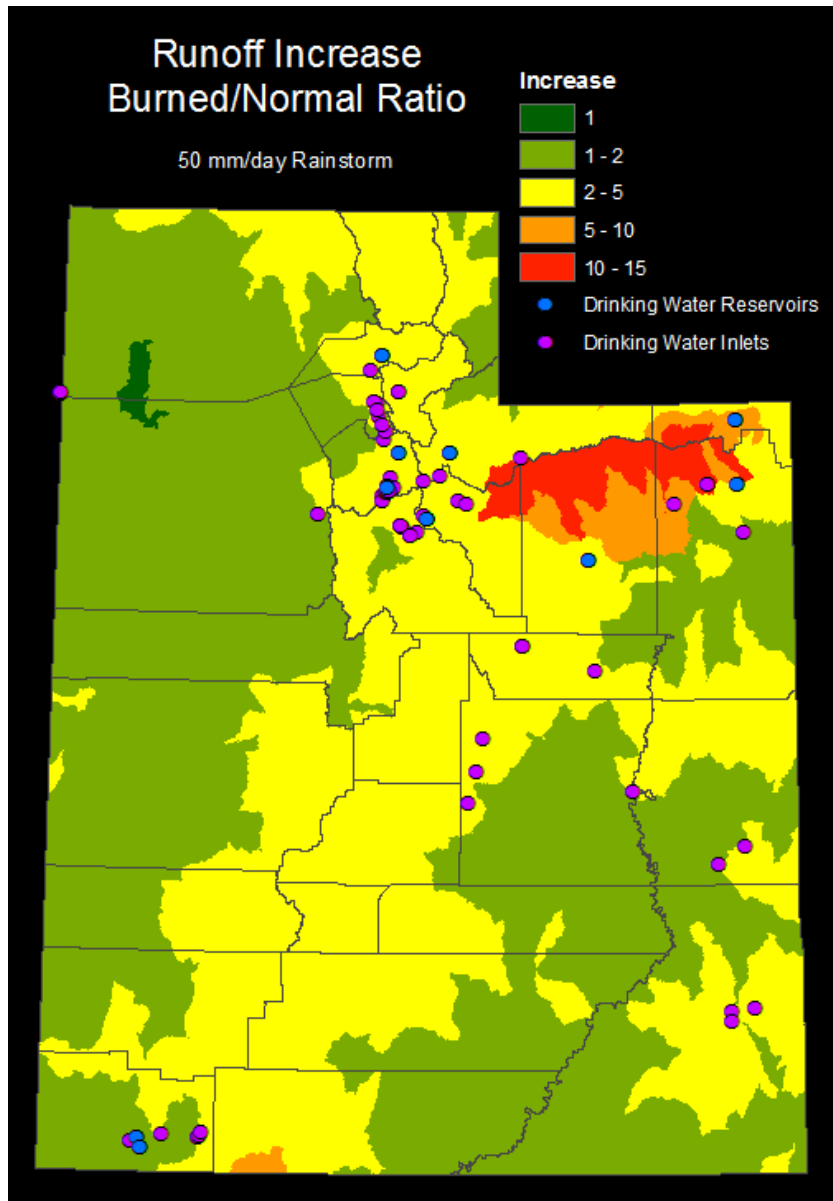 Runoff Increase
Burned/Normal Ratio
50 mm/day Rainstorm
Increase
1
1 - 2
2 - 5
5 - 10
10 - 15
Drinking Water Reservoirs
Drinking Water Inlets